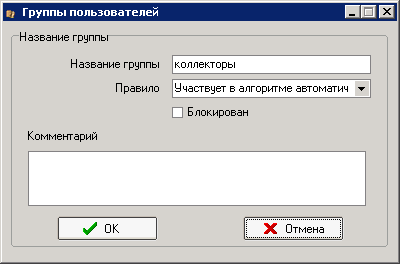 Группы пользователей
Название группы
Название группы коллекторы
Правило Участвует в алгоритме автоматич
Блокирован
Комментарий
OK Отмена